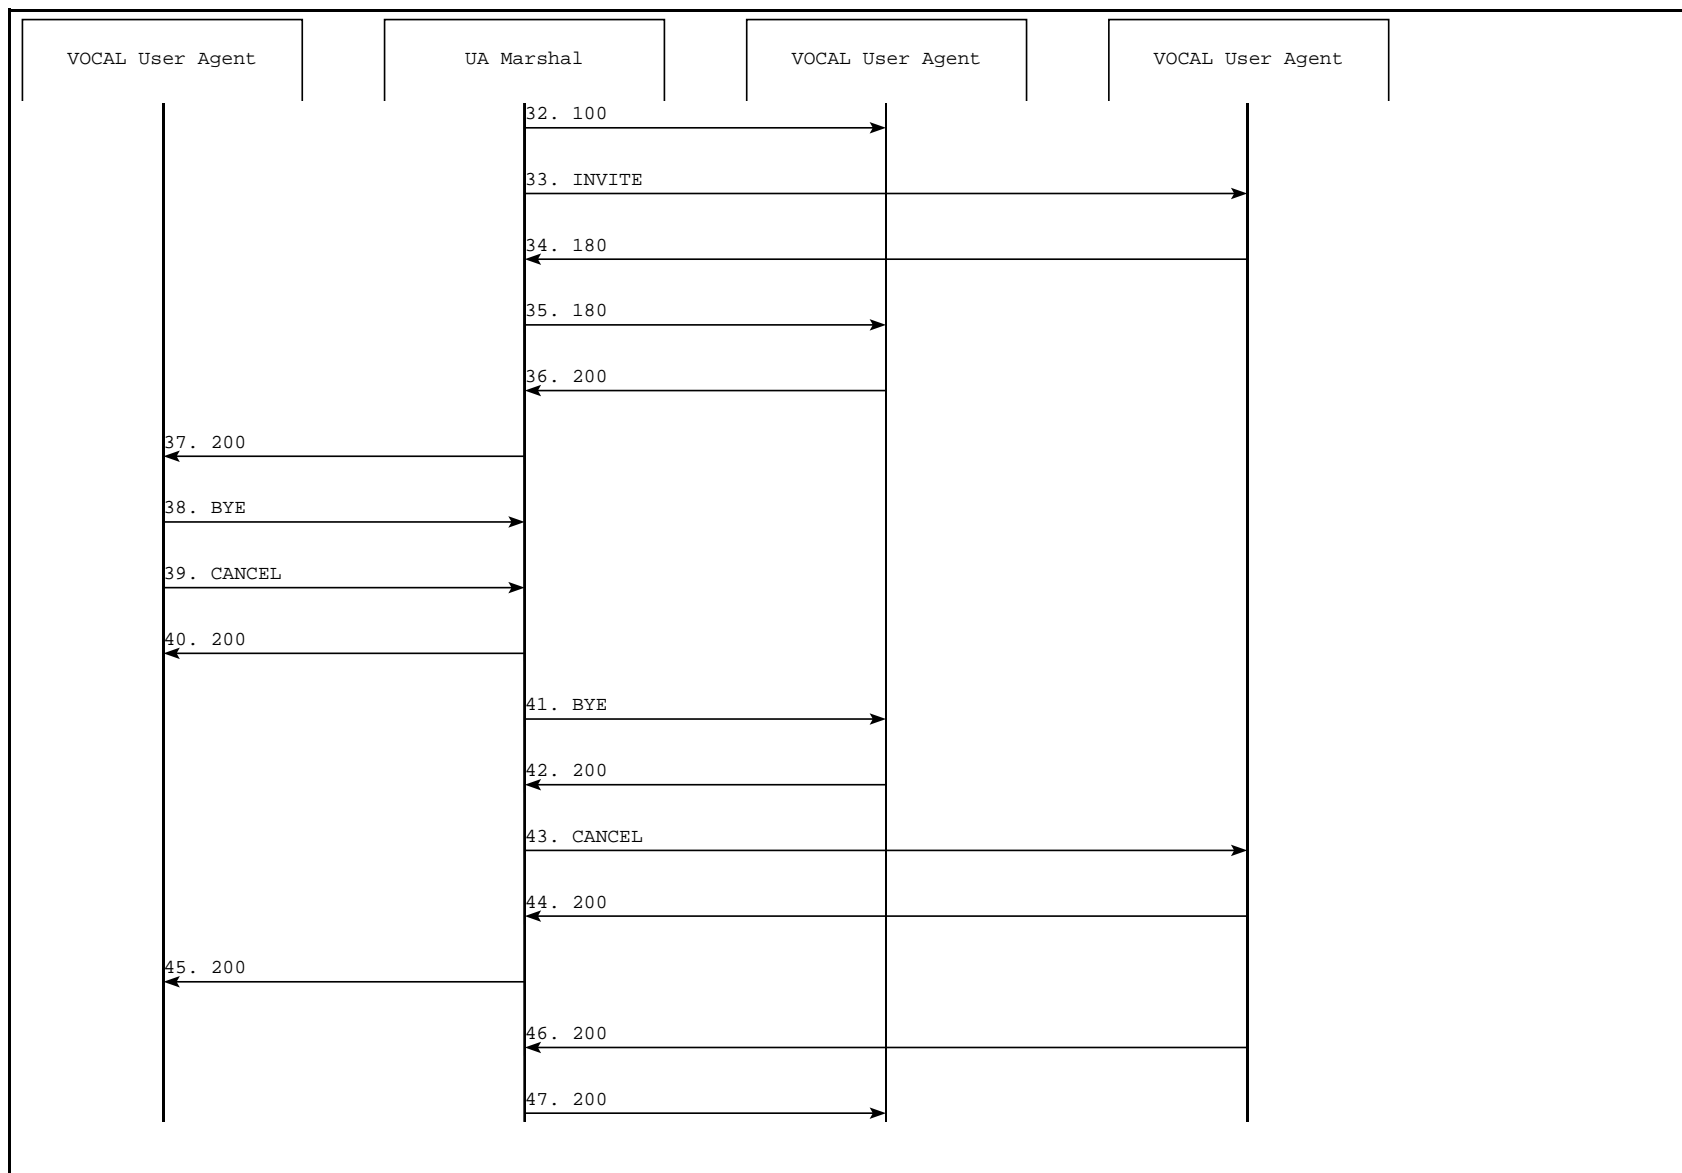 VOCAL User Agent
UA Marshal
VOCAL User Agent
VOCAL User Agent
32. 100
33. INVITE
34. 180
35. 180
36. 200
37. 200
38. BYE
39. CANCEL
40. 200
41. BYE
42. 200
43. CANCEL
44. 200
45. 200
46. 200
47. 200